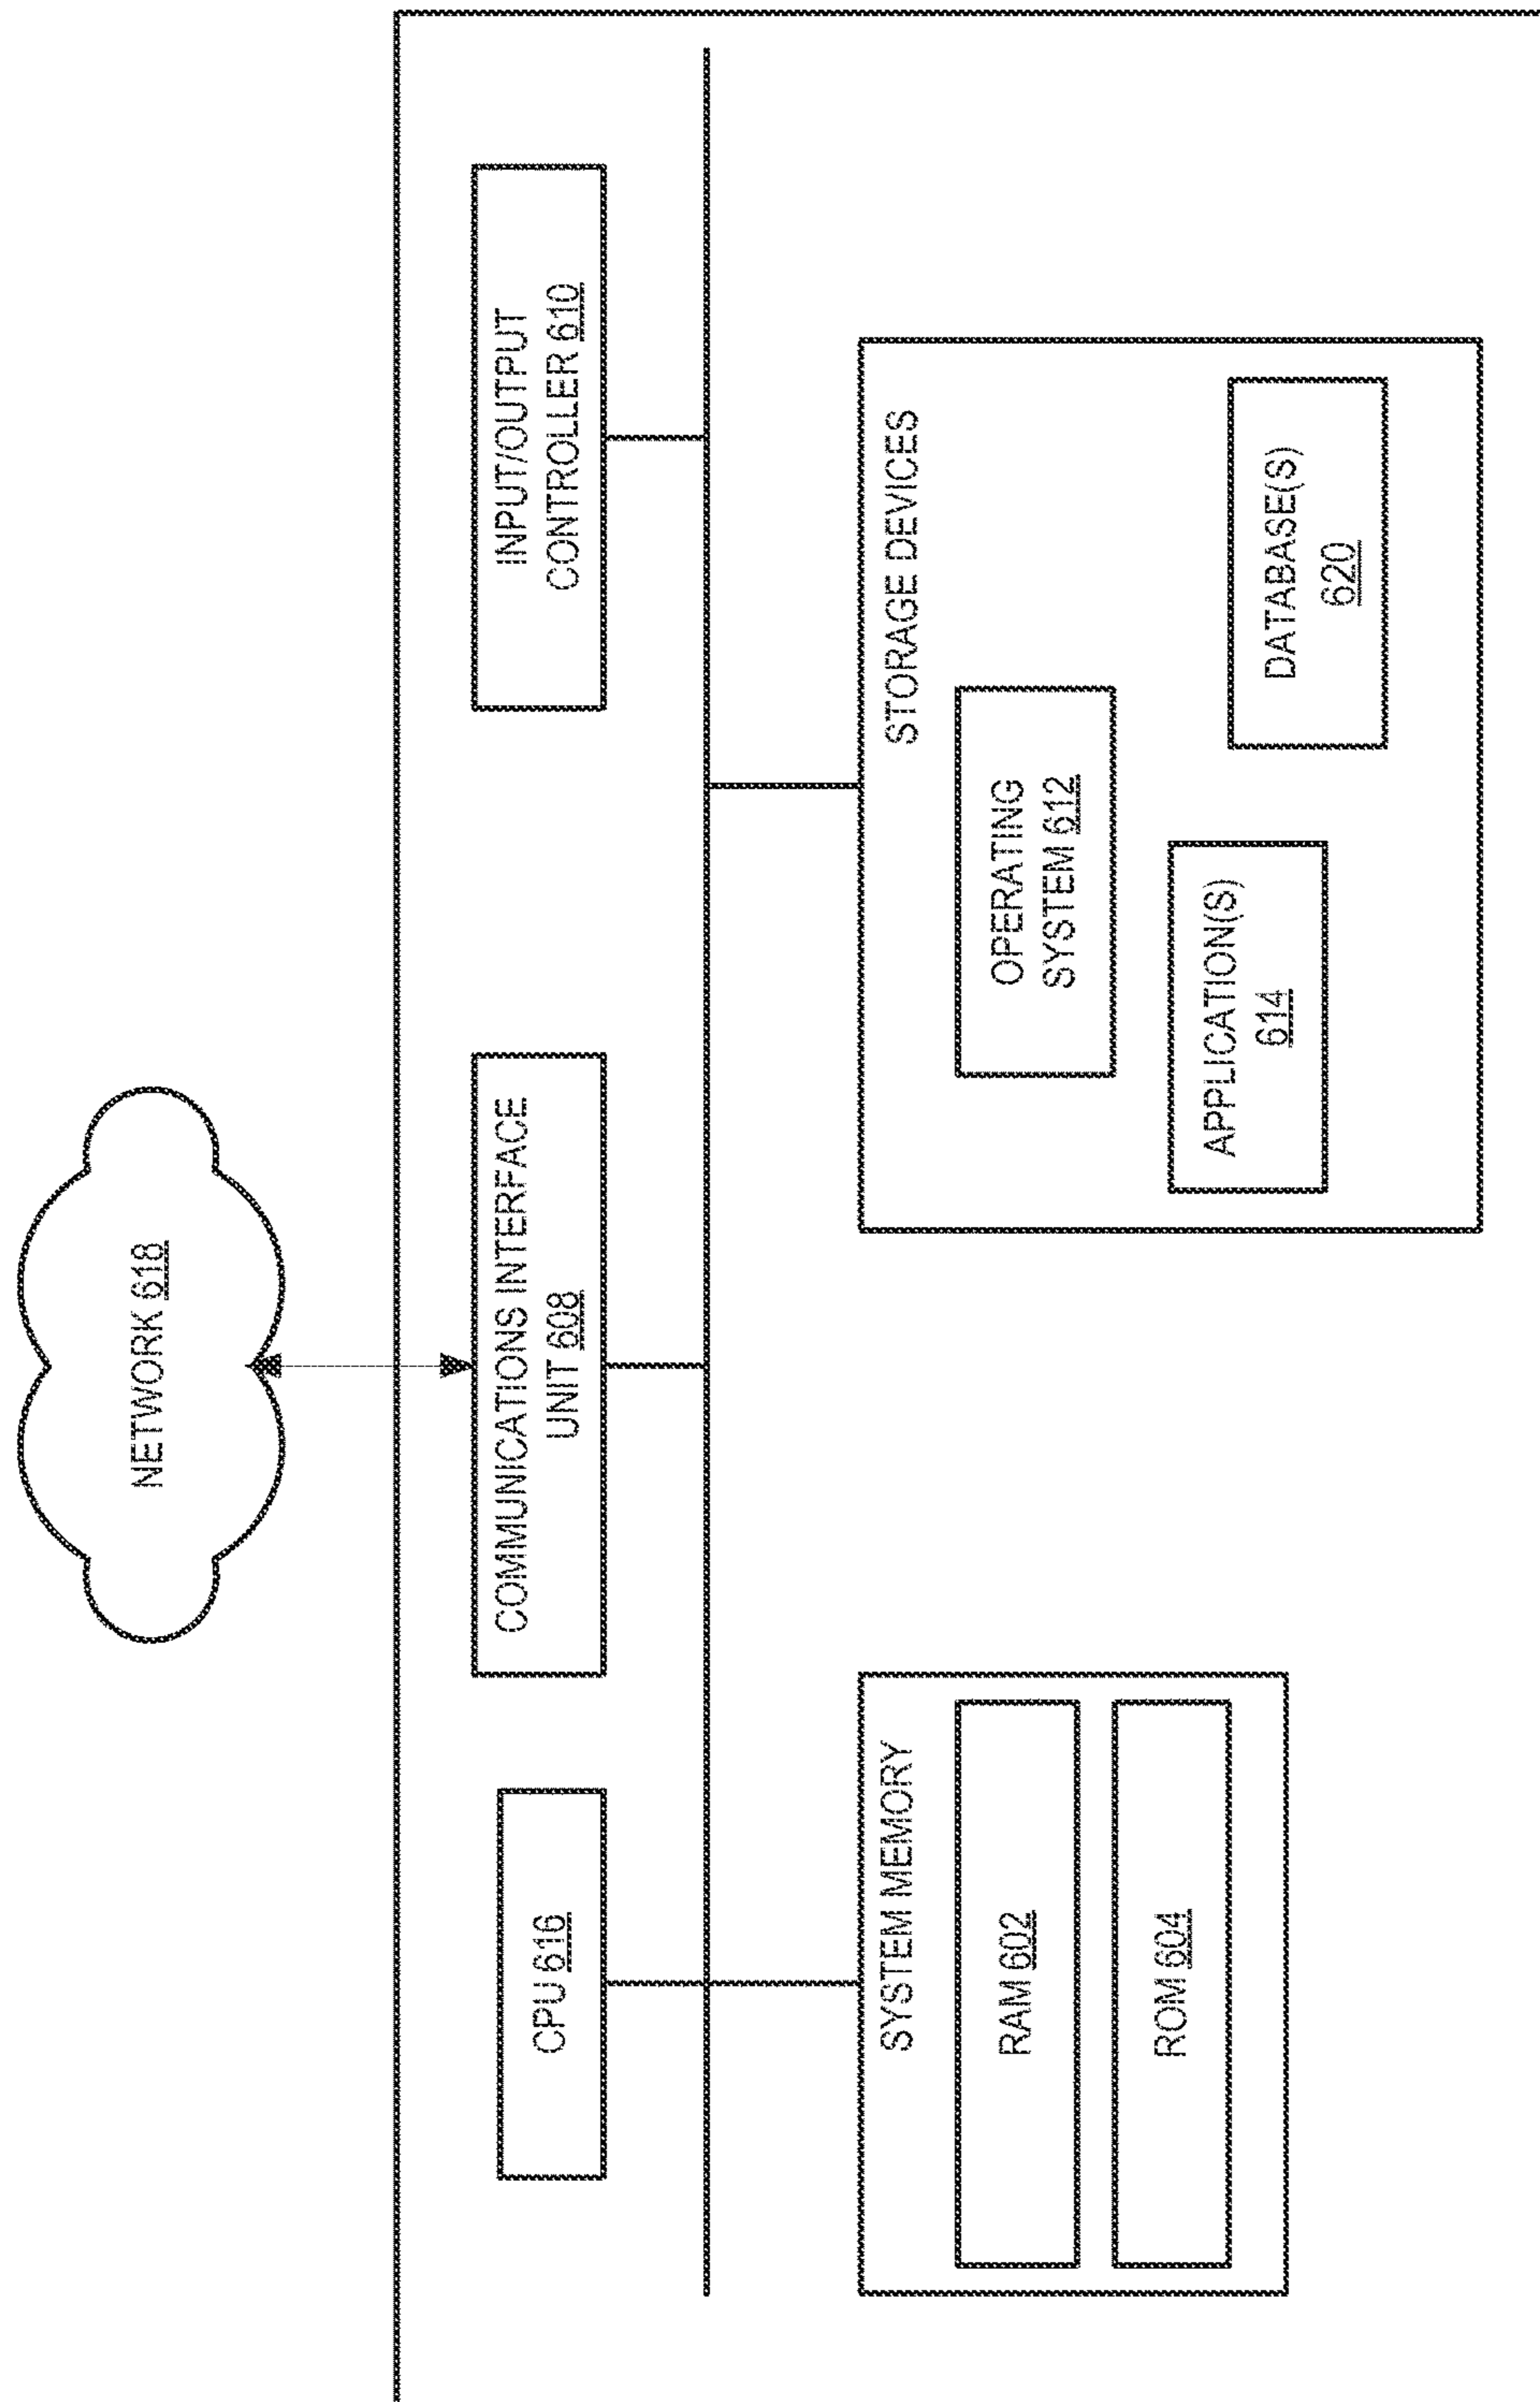 NETWORK 618
CPU 616
COMMUNICATIONS INTERFACE
UNIT 608
INPUT/OUTPUT
CONTROLLER 610
SYSTEM MEMORY
RAM 602
ROM 604
STORAGE DEVICES
OPERATING
SYSTEM 612
APPLICATION(S)
614
DATABASE(S)
620